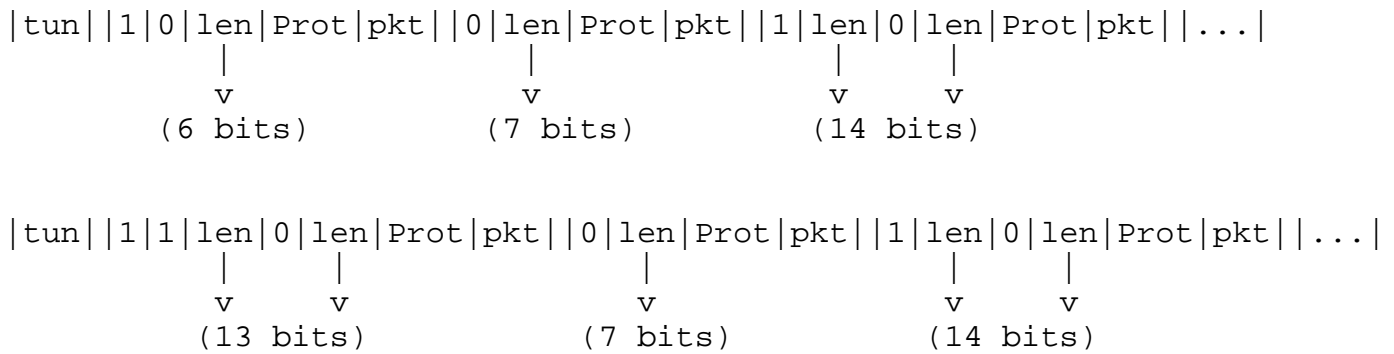 |tun||1|0|len|Prot|pkt||0|len|Prot|pkt||1|len|0|len|Prot|pkt||...|
| | | |
v v v v
(6 bits) (7 bits) (14 bits)
|tun||1|1|len|0|len|Prot|pkt||0|len|Prot|pkt||1|len|0|len|Prot|pkt||...|
| | | | |
v v v v v
(13 bits) (7 bits) (14 bits)